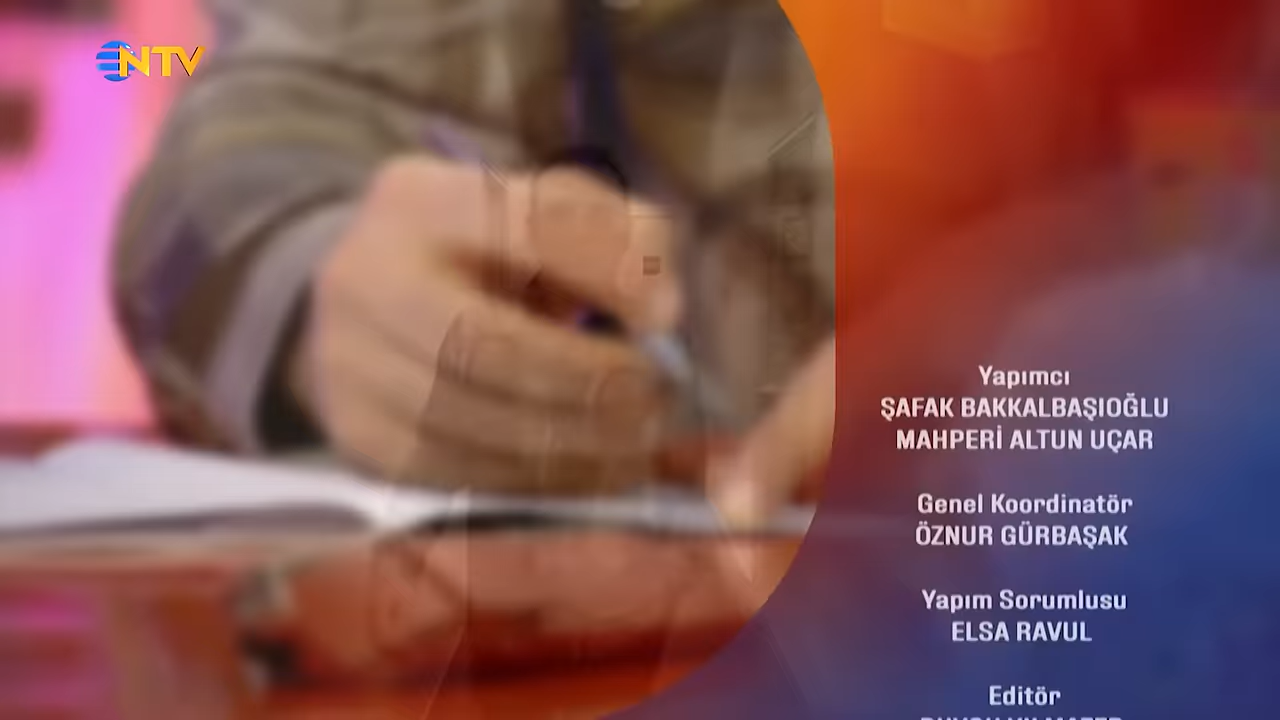 NTV
Yapımcı
ŞAFAK BAKKALBAŞIOĞLU
MAHPERİ ALTUN UÇAR
Genel Koordinatör
ÖZNUR GÜRBAŞAK
Yapım Sorumlusu
ELSA RAVUL
Editör